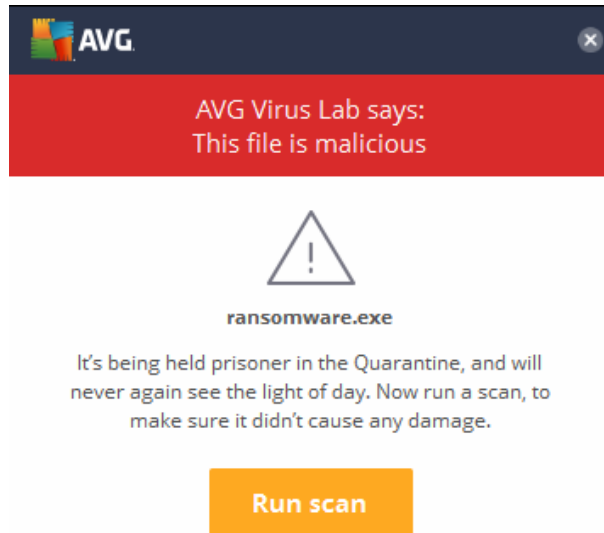 AVG
AVG Virus Lab says:
This file is malicious
ransomware.exe
It’s being held prisoner in the Quarantine, and will
never again see the light of day. Now run a scan, to
make sure it didn’t cause any damage.
Run scan